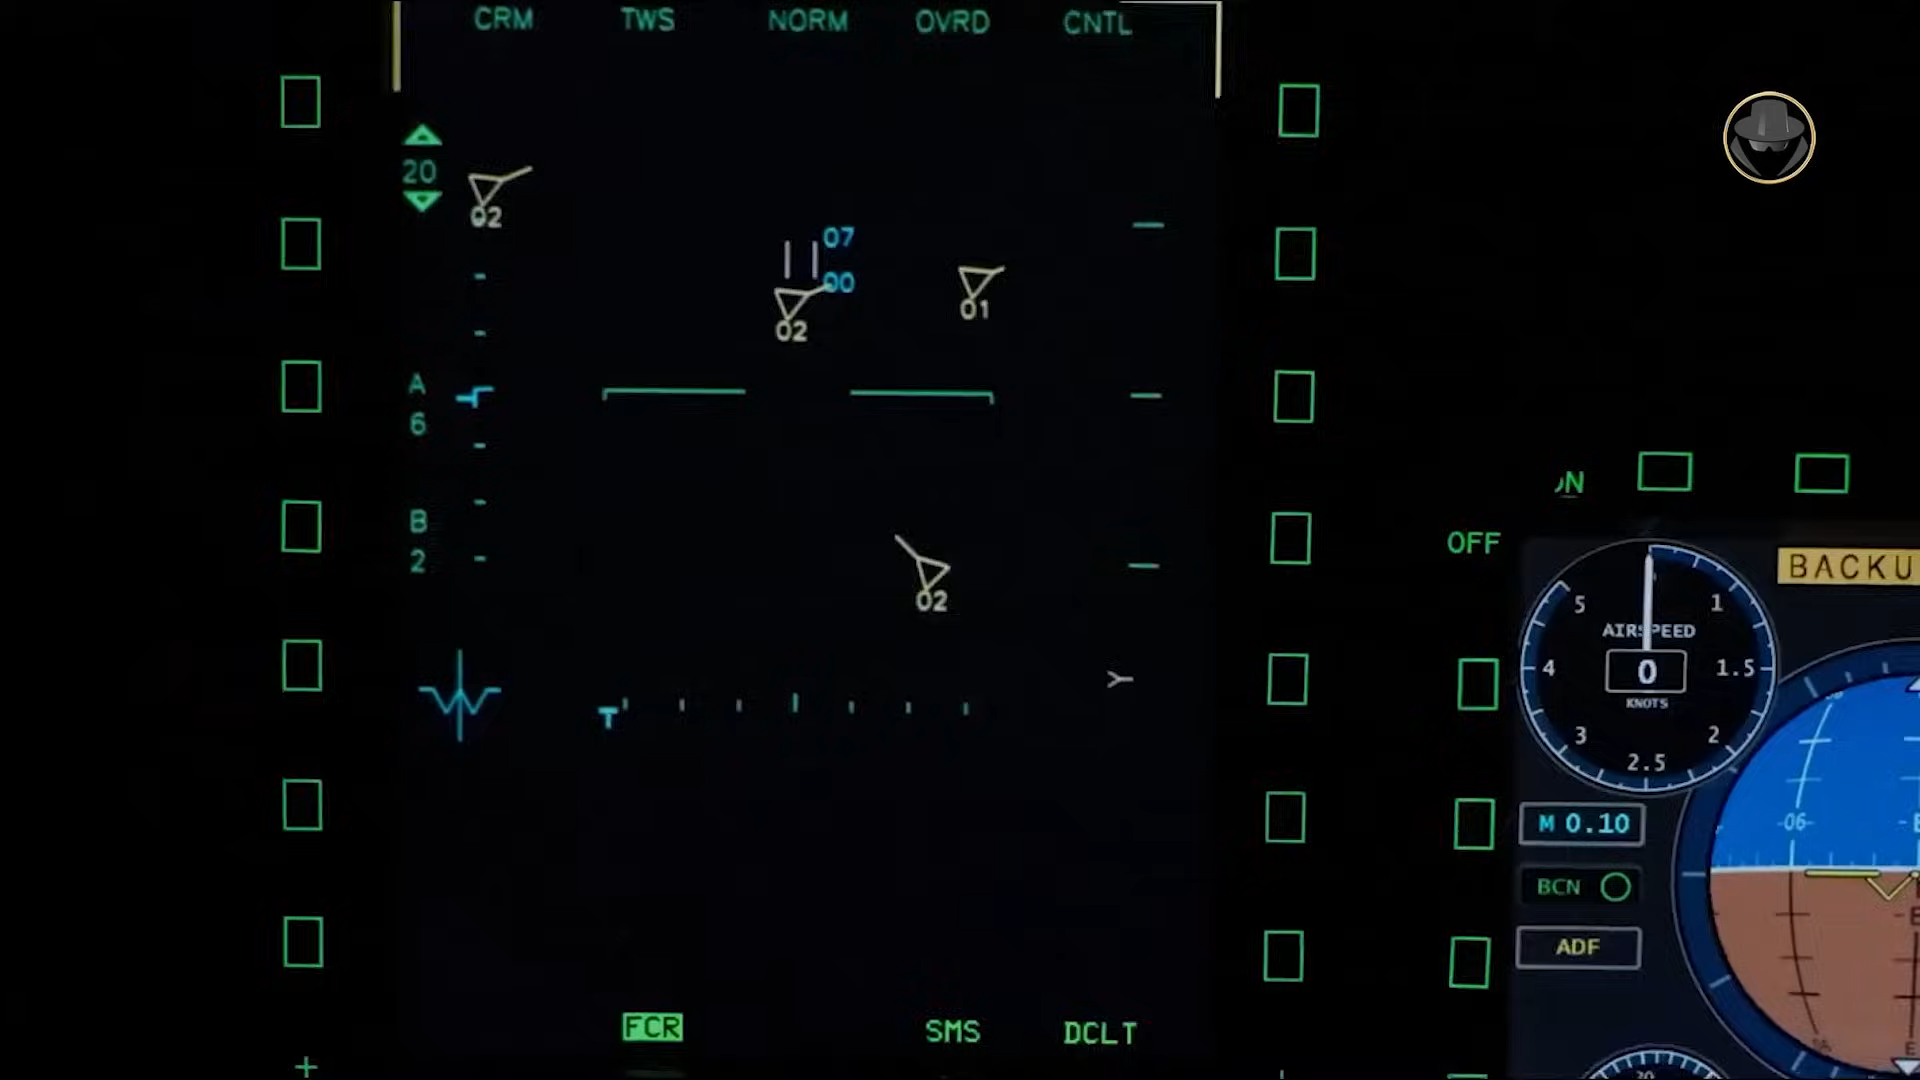 CRM TWS NORM OVRD CNTL
20
02
07
00
02
01
A
6
B
2
02
OFF
BACKU
5
1
AIRSPEED
4
0
1.5
KNOTS
3
2
2.5
M 0.10
06
BCN
ADF
FCR SMS DCLT